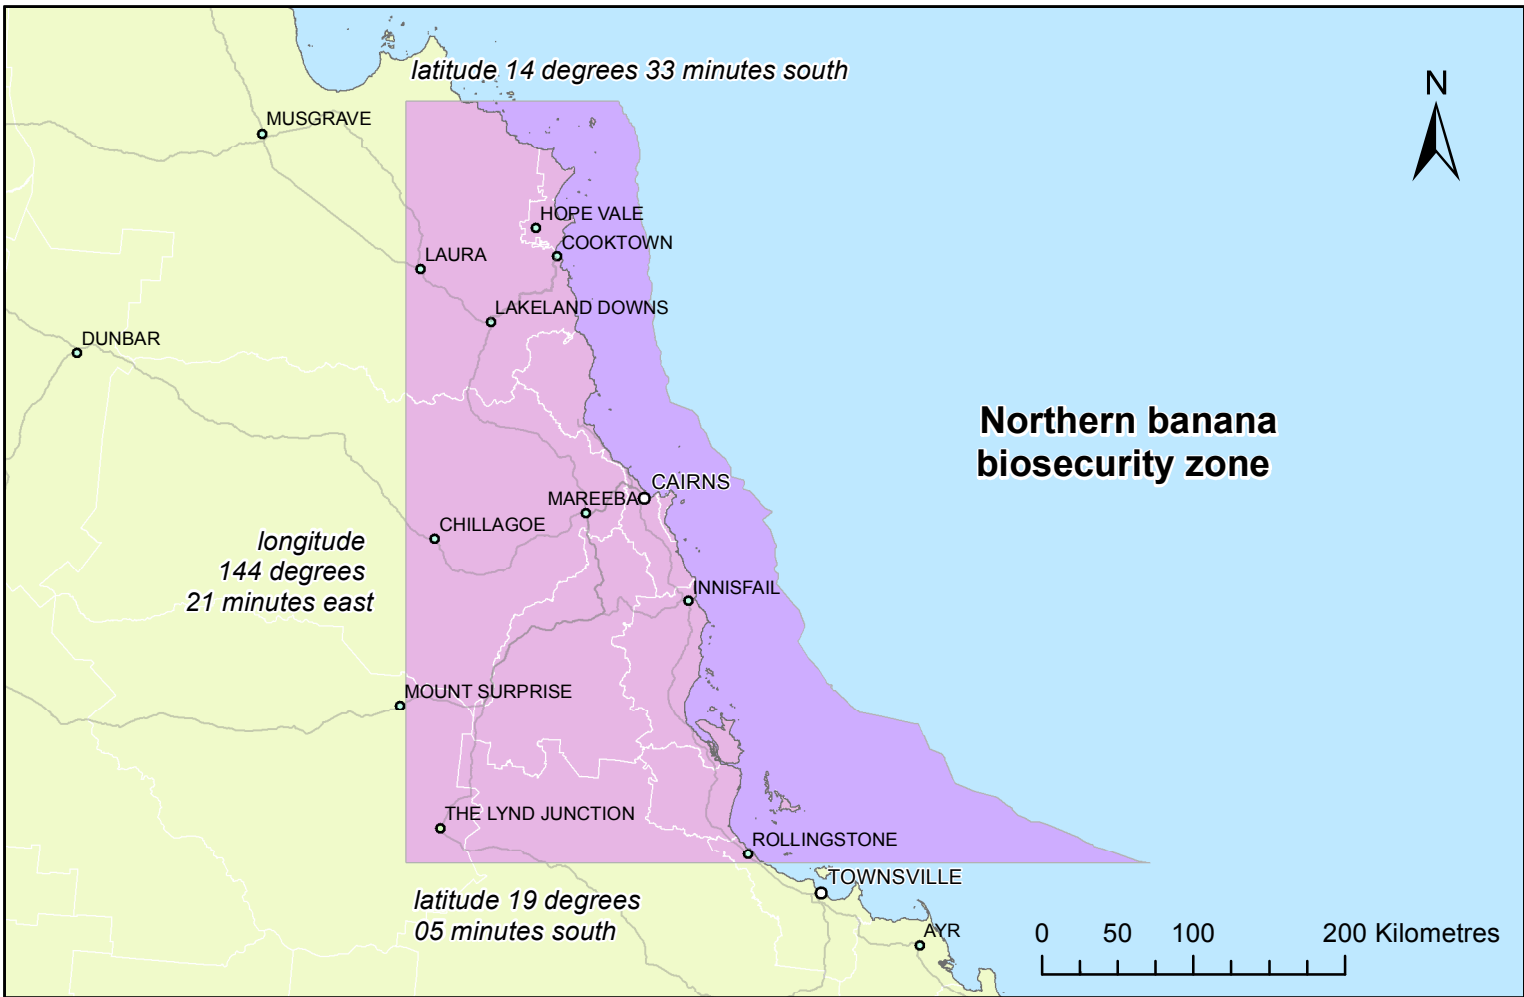 latitude 14 degrees 33 minutes south
N
MUSGRAVE
HOPE VALE
COOKTOWN
LAURA
LAKELAND DOWNS
DUNBAR
Northern banana
biosecurity zone
CAIRNS
MAREEBA
CHILLAGOE
longitude
144 degrees
21 minutes east
INNISFAIL
MOUNT SURPRISE
THE LYND JUNCTION
ROLLINGSTONE
TOWNSVILLE
latitude 19 degrees
05 minutes south
AYR
0 50 100 200 Kilometres